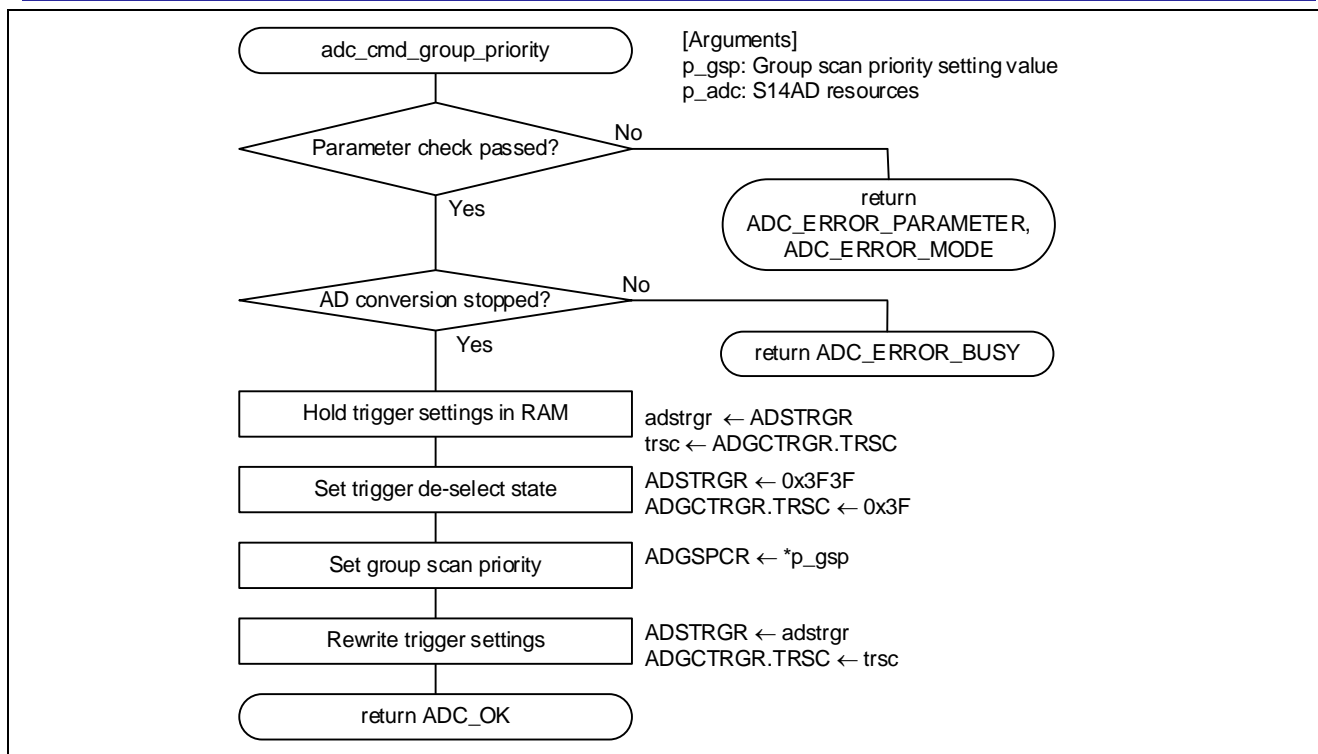 adc_cmd_group_priority
[Arguments]
p_gsp: Group scan priority setting value
p_adc: S14AD resources
Parameter check passed?
No
return
ADC_ERROR_PARAMETER,
ADC_ERROR_MODE
Yes
AD conversion stopped?
No
return ADC_ERROR_BUSY
Yes
Hold trigger settings in RAM
adstrgr ← ADSTRGR
trsc ← ADGCTRGR.TRSC
Set trigger de-select state
ADSTRGR ← 0x3F3F
ADGCTRGR.TRSC ← 0x3F
Set group scan priority
ADGSPCR ← *p_gsp
Rewrite trigger settings
ADSTRGR ← adstrgr
ADGCTRGR.TRSC ← trsc
return ADC_OK